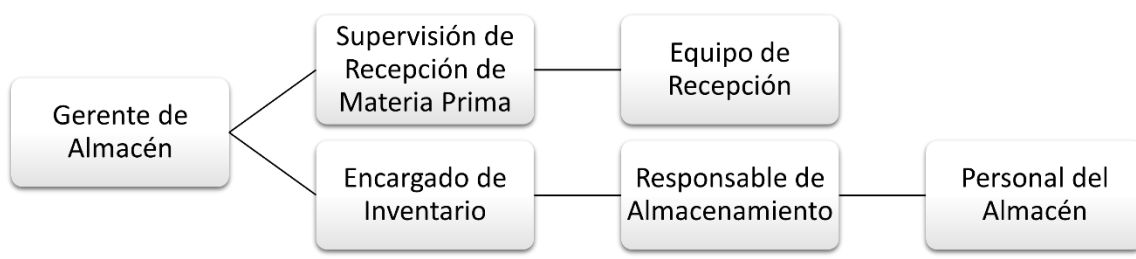 Gerente de
Almacén
Supervisión de
Recepción de
Materia Prima
Equipo de
Recepción
Encargado de
Inventario
Responsable de
Almacenamiento
Personal del
Almacén